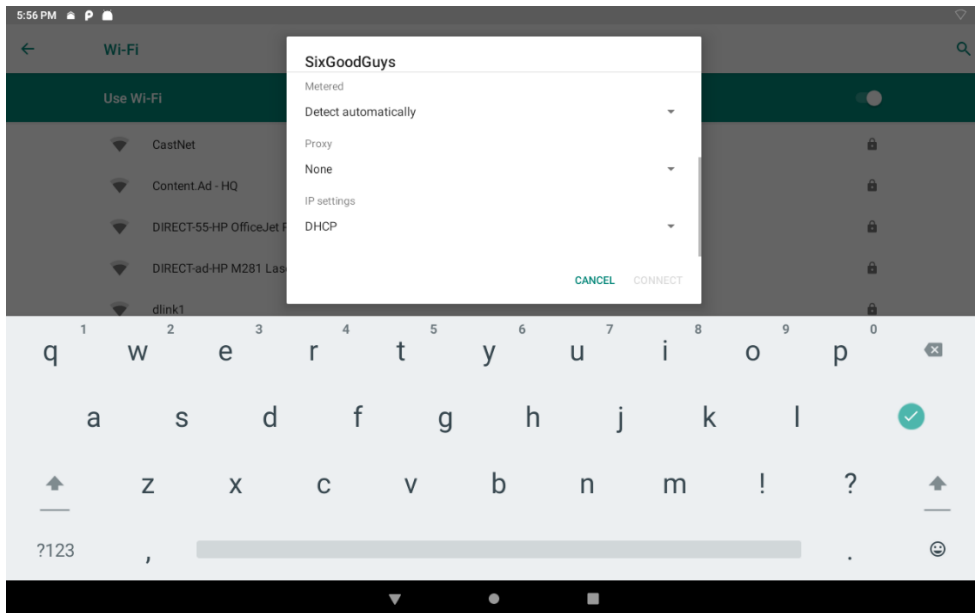 5:56 PM
Wi-Fi
Use Wi-Fi
CastNet
Content.Ad - HQ
DIRECT-55-HP OfficeJet
DIRECT-ad-HP M281
dlink1
SixGoodGuys
Metered
Detect automatically
Proxy
None
IP settings
DHCP
CANCEL CONNECT
1 2 3 4 5 6 7 8 9 0
q w e r t y u i o p
a s d f g h j k l
z x c v b n m ! ?
?123 , .